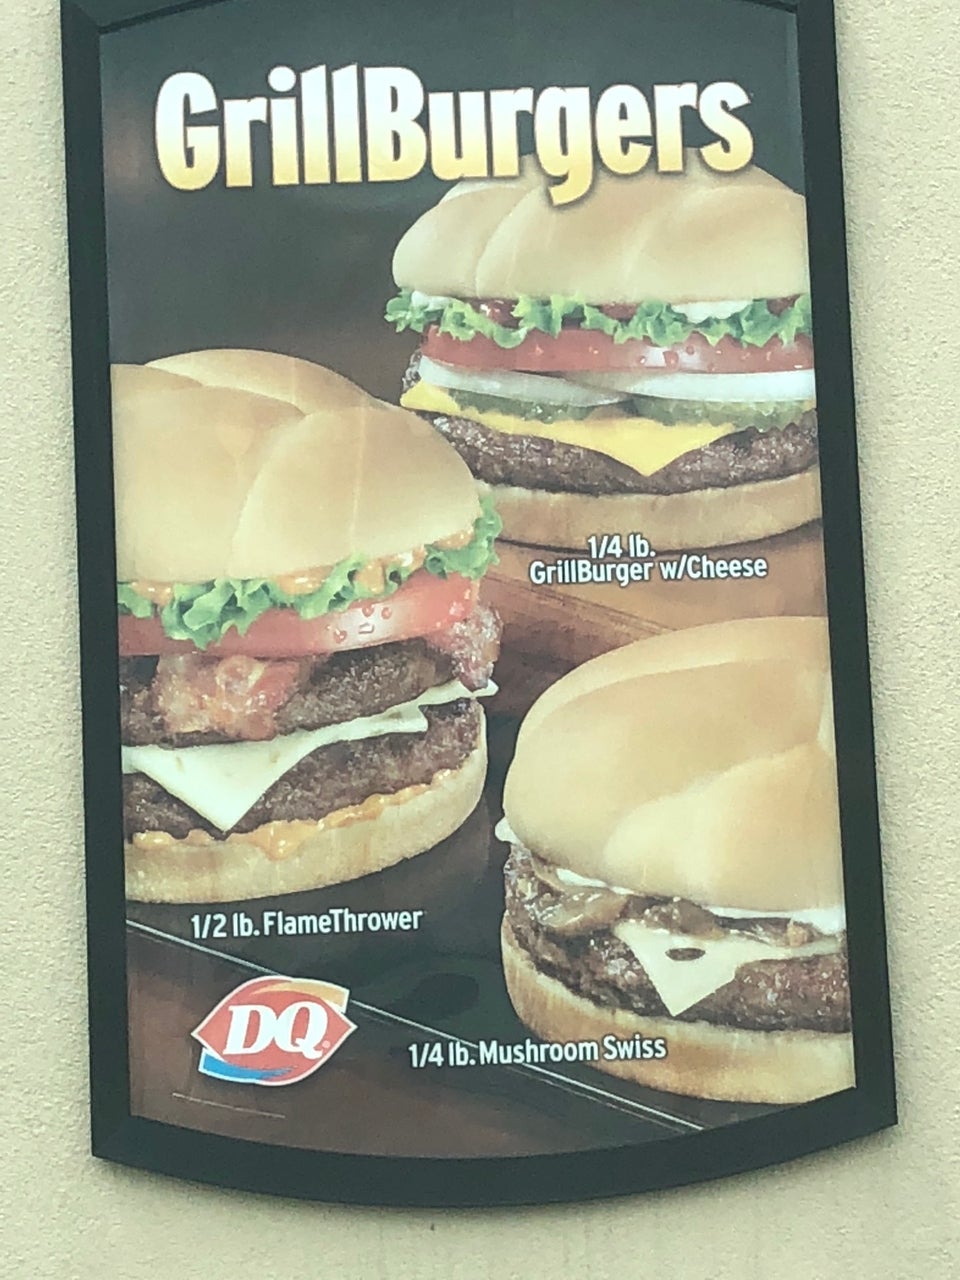 GrillBurgers
1/4 lb.
GrillBurger w/Cheese
1/2 lb. FlameThrower
DQ
1/4 lb. Mushroom Swiss